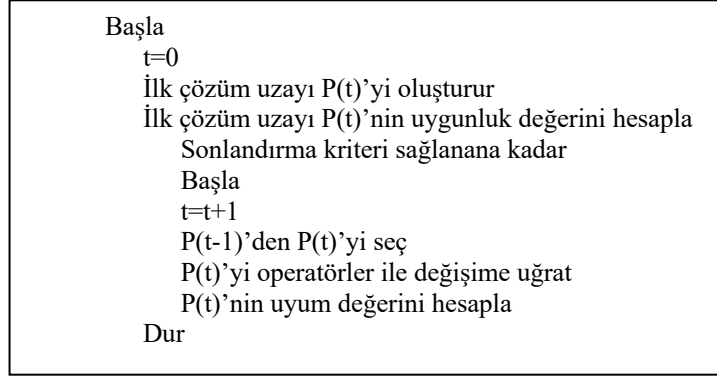 Başla
t=0
İlk çözüm uzayı P(t)’yi oluşturur
İlk çözüm uzayı P(t)’nin uygunluk değerini hesapla
Sonlandırma kriteri sağlanana kadar
Başla
t=t+1
P(t-1)’den P(t)’yi seç
P(t)’yi operatörler ile değişime uğrat
P(t)’nin uyum değerini hesapla
Dur